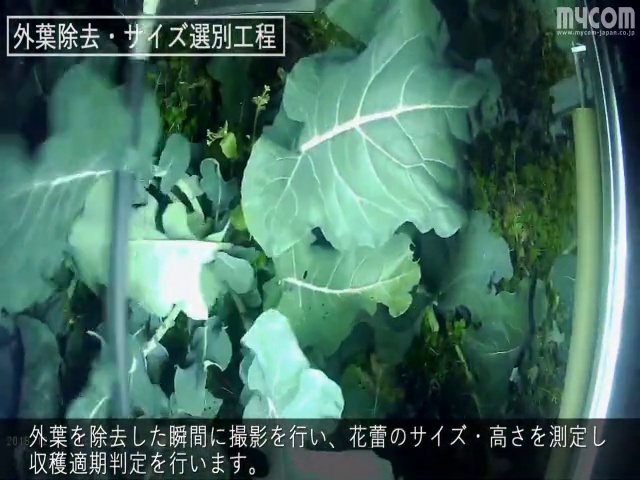 外葉除去・サイズ選別工程
mycom
www.mycom-japan.co.jp
外葉を除去した瞬間に撮影を行い、花蕾のサイズ・高さを測定し
収穫適期判定を行います。